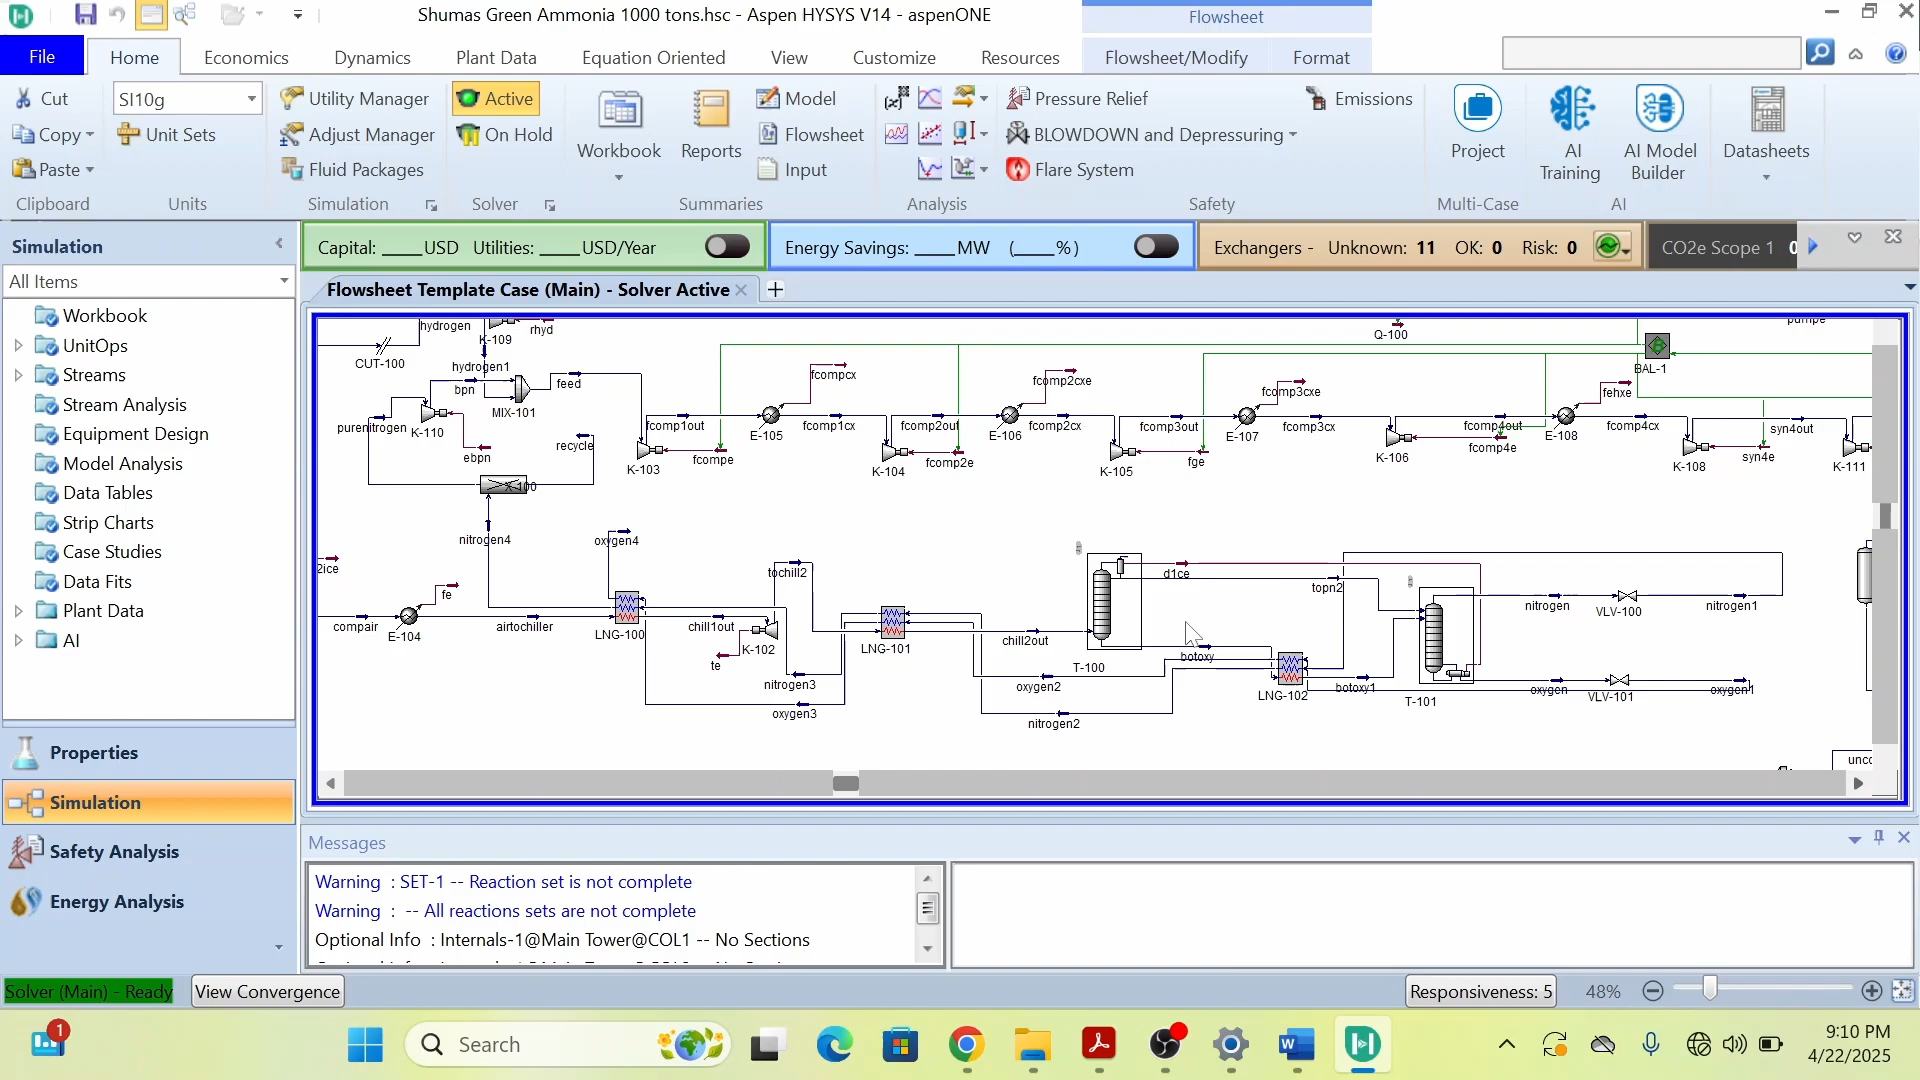 Shumas Green Ammonia 1000 tons.hsc - Aspen HYSYS V14 - aspenONE
Flowsheet
File Home Economics Dynamics Plant Data Equation Oriented View Customize Resources Flowsheet/Modify Format
Cut SI10g Utility Manager Active Model Pressure Relief Emissions
Copy Unit Sets Adjust Manager On Hold Workbook Reports Flowsheet BLOWDOWN and Depressuring Project AI Training AI Model Builder Datasheets
Paste Fluid Packages Input Flare System
Clipboard Units Simulation Solver Summaries Analysis Safety Multi-Case AI
Simulation
Capital: ____USD Utilities: ____USD/Year Energy Savings: ____MW (____%) Exchangers - Unknown: 11 OK: 0 Risk: 0 CO2e Scope 1 0
All Items
Flowsheet Template Case (Main) - Solver Active
Workbook
UnitOps
Streams
Stream Analysis
Equipment Design
Model Analysis
Data Tables
Strip Charts
Case Studies
Data Fits
Plant Data
AI
Properties
Simulation
Safety Analysis
Energy Analysis
hydrogen rhyd Q-100 pumpe
K-109
CUT-100 BAL-1
hydrogen1
bpn feed fcompcx fcomp2cxe fcomp3cxe fehxe
MIX-101
purenitrogen K-110 fcomp1out fcomp1cx fcomp2out fcomp2cx fcomp3out fcomp3cx fcomp4out fcomp4cx syn4out
E-105 E-106 E-107 E-108
recycle
ebpn K-103 fcompe K-104 fcomp2e K-105 fge K-106 fcomp4e K-108 syn4e K-111
X-100
nitrogen4 oxygen4
2ice tochill2 d1ce topn2
fe nitrogen VLV-100 nitrogen1
compair E-104 airtochiller LNG-100 chill1out K-102 LNG-101 chill2out
te T-100 botoxy
nitrogen3 oxygen2 LNG-102 botoxy1 T-101 oxygen VLV-101 oxygen1
oxygen3 nitrogen2
uncc
Messages
Warning : SET-1 -- Reaction set is not complete
Warning : -- All reactions sets are not complete
Optional Info : Internals-1@Main Tower@COL1 -- No Sections
Solver (Main) - Ready View Convergence Responsiveness: 5 48%
1 Search 9:10 PM
4/22/2025